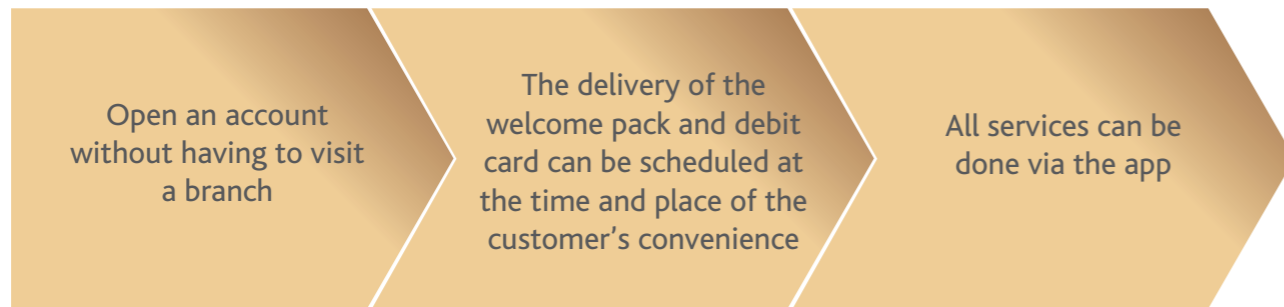 Open an account
without having to visit
a branch
The delivery of the
welcome pack and debit
card can be scheduled at
the time and place of the
customer's convenience
All services can be
done via the app